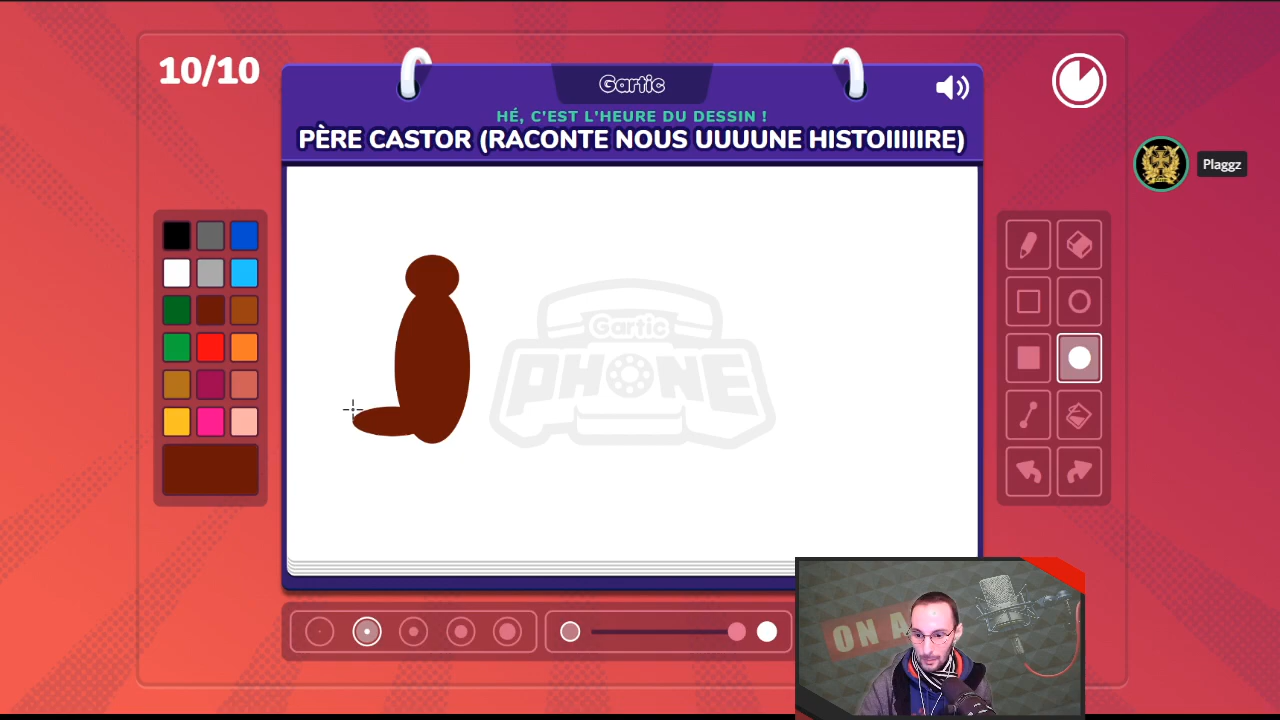 10/10
Gartic
HÉ, C'EST L'HEURE DU DESSIN !
PÈRE CASTOR (RACONTE NOUS UUUUNE HISTOIIIIIRE)
Plaggz
Gartic
PHONE
ON A